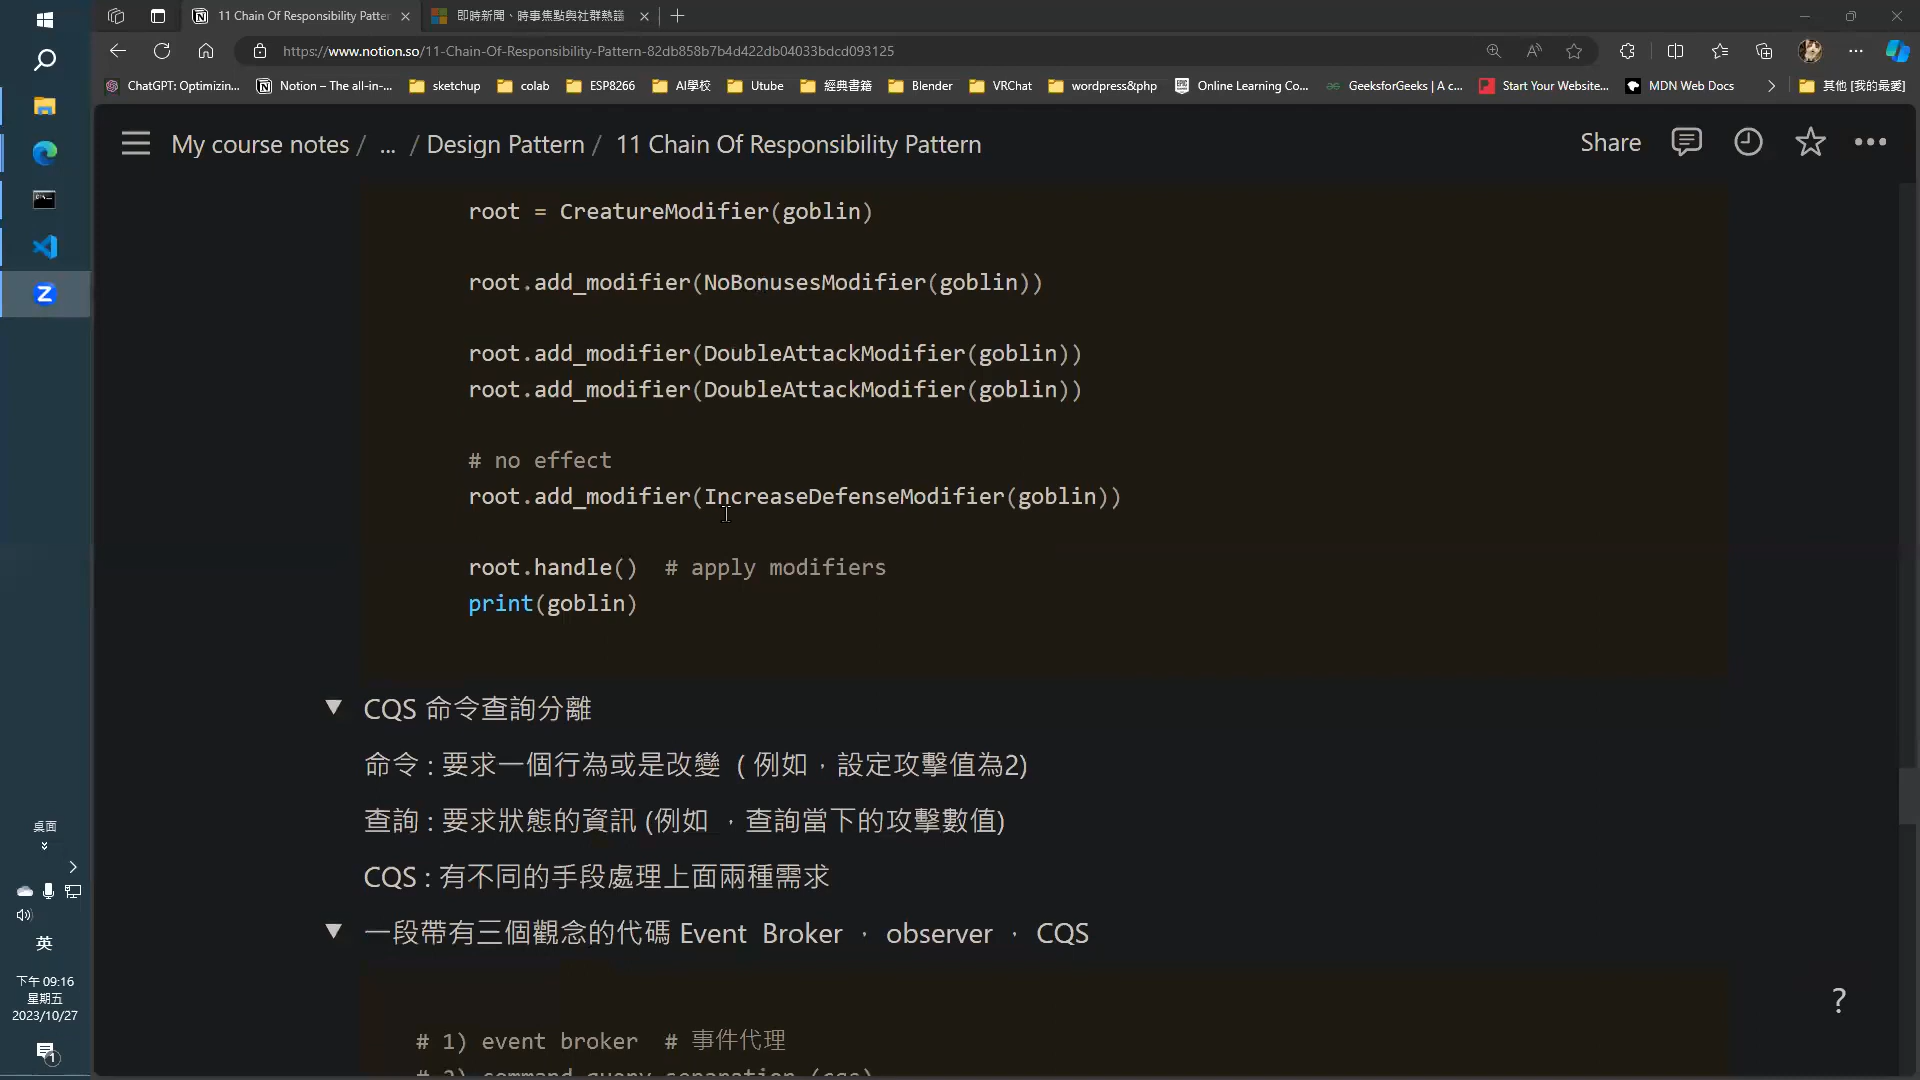 11 Chain Of Responsibility Patter
即時新聞、時事焦點與社群熱議
https://www.notion.so/11-Chain-Of-Responsibility-Pattern-82db858b7b4d422db04033bdcd093125
ChatGPT: Optimizin...
Notion – The all-in-...
sketchup
colab
ESP8266
AI學校
Utube
經典書籍
Blender
VRChat
wordpress&php
Online Learning Co...
GeeksforGeeks | A c...
Start Your Website...
MDN Web Docs
其他 [我的最愛]
My course notes / ... / Design Pattern / 11 Chain Of Responsibility Pattern
Share
root = CreatureModifier(goblin)
root.add_modifier(NoBonusesModifier(goblin))
root.add_modifier(DoubleAttackModifier(goblin))
root.add_modifier(DoubleAttackModifier(goblin))
# no effect
root.add_modifier(IncreaseDefenseModifier(goblin))
root.handle() # apply modifiers
print(goblin)
CQS 命令查詢分離
命令 : 要求一個行為或是改變 ( 例如，設定攻擊值為2)
查詢 : 要求狀態的資訊 (例如 ，查詢當下的攻擊數值)
CQS : 有不同的手段處理上面兩種需求
一段帶有三個觀念的代碼 Event Broker ， observer ， CQS
# 1) event broker # 事件代理
# 2) command-query separation (cqs)
桌面
英
下午 09:16
星期五
2023/10/27
1
?